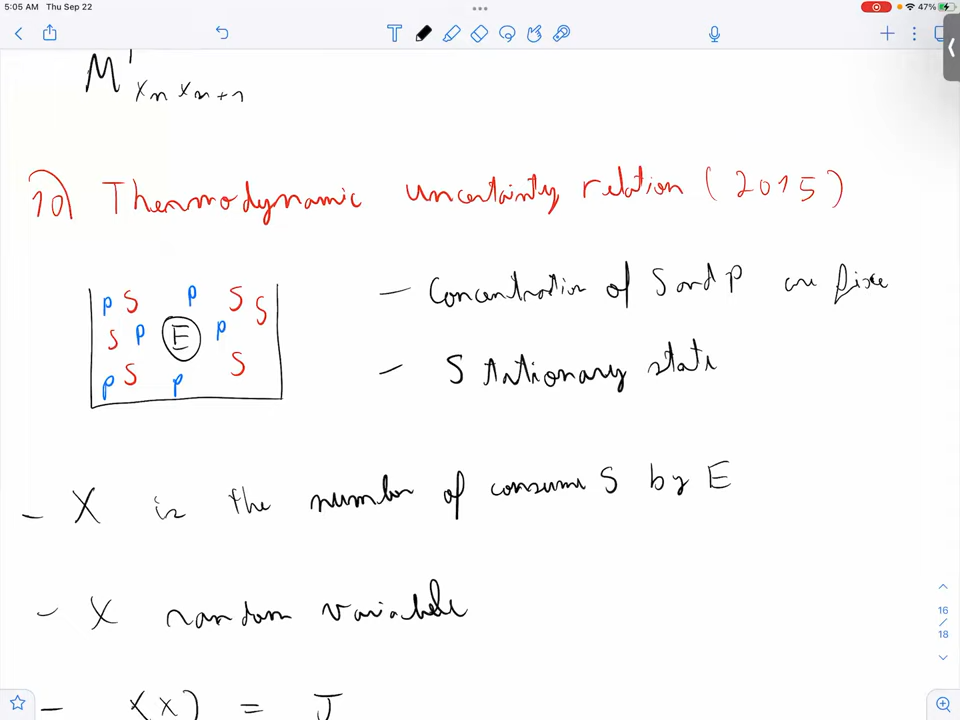 5:05 AM Thu Sep 22
47%
M'xn xn+1
10) Thermodynamic uncertainty relation (2015)
P S P S S
S P E P
P S P S
— Concentration of S and P are fixe
— Stationary state
— X is the number of consume S by E
— X random variable
— ⟨X⟩ = J
16
/
18